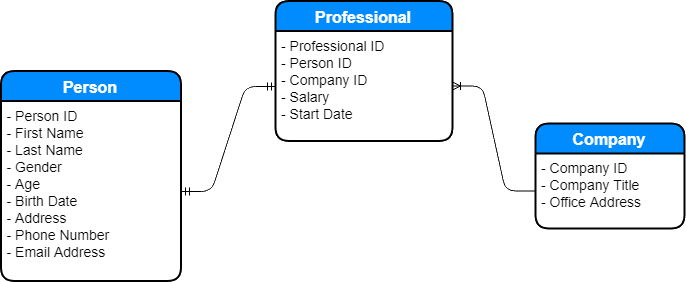 Professional
- Professional ID
- Person ID
- Company ID
- Salary
- Start Date
Person
- Person ID
- First Name
- Last Name
- Gender
- Age
- Birth Date
- Address
- Phone Number
- Email Address
Company
- Company ID
- Company Title
- Office Address